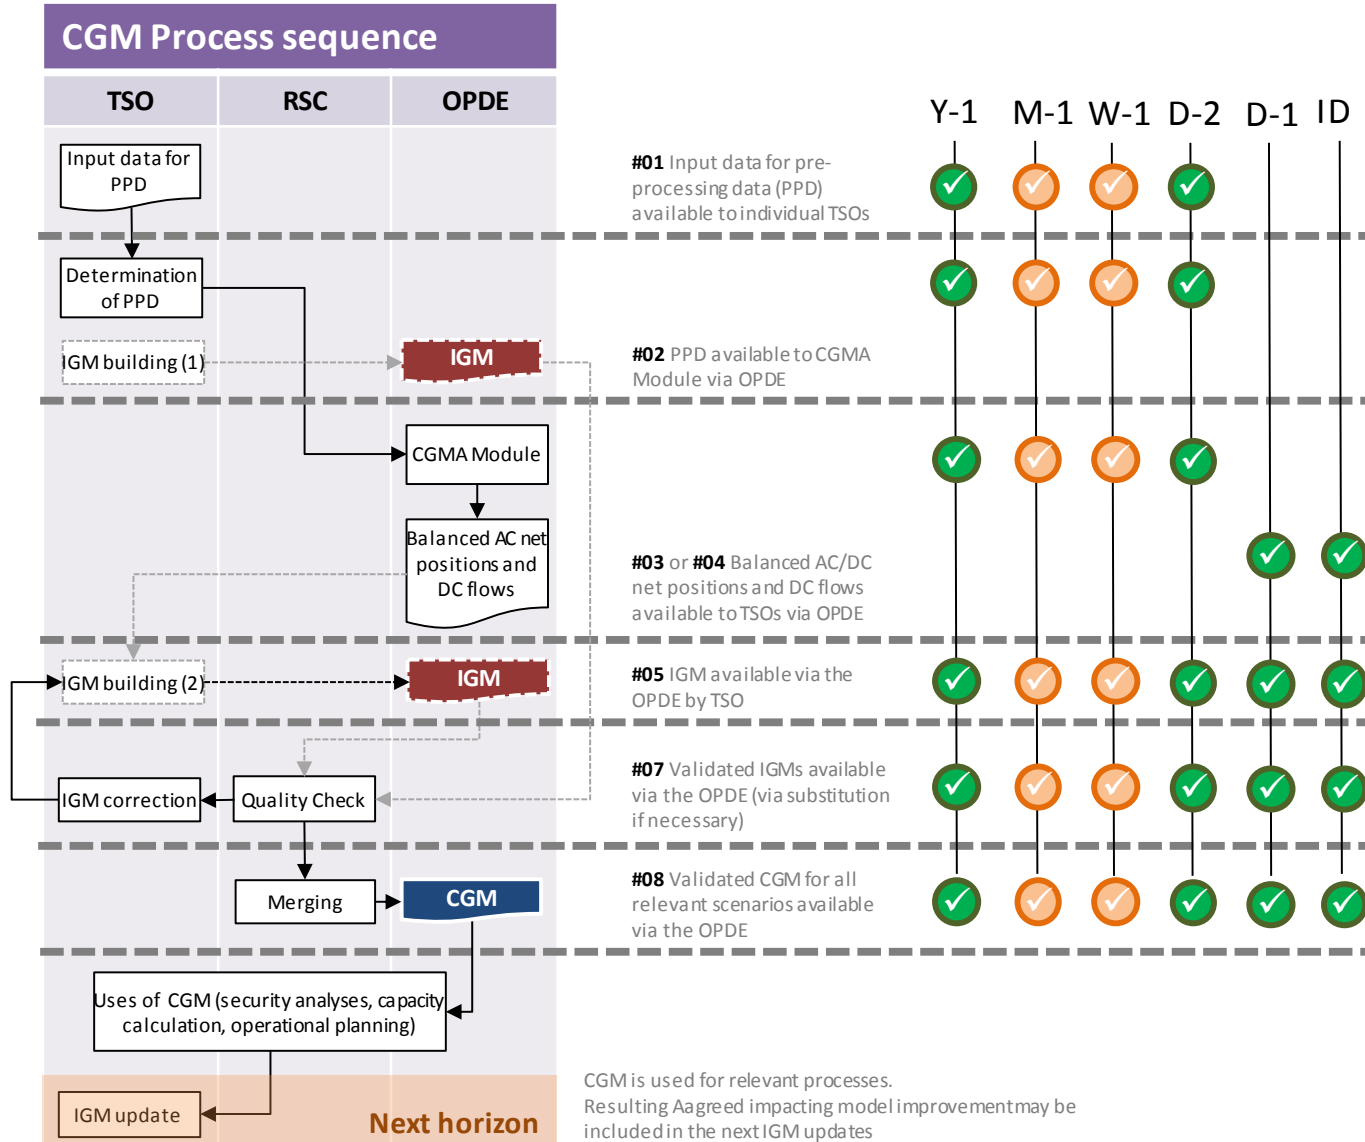 CGM Process sequence
TSO
RSC
OPDE
Y-1
M-1
W-1
D-2
D-1
ID
Input data for
PPD
#01 Input data for pre-
processing data (PPD)
available to individual TSOs
Determination
of PPD
IGM building (1)
IGM
#02 PPD available to CGMA
Module via OPDE
CGMA Module
Balanced AC net
positions and
DC flows
#03 or #04 Balanced AC/DC
net positions and DC flows
available to TSOs via OPDE
IGM building (2)
IGM
#05 IGM available via the
OPDE by TSO
IGM correction
Quality Check
#07 Validated IGMs available
via the OPDE (via substitution
if necessary)
Merging
CGM
#08 Validated CGM for all
relevant scenarios available
via the OPDE
Uses of CGM (security analyses, capacity
calculation, operational planning)
IGM update
Next horizon
CGM is used for relevant processes.
Resulting Aagreed impacting model improvement may be
included in the next IGM updates